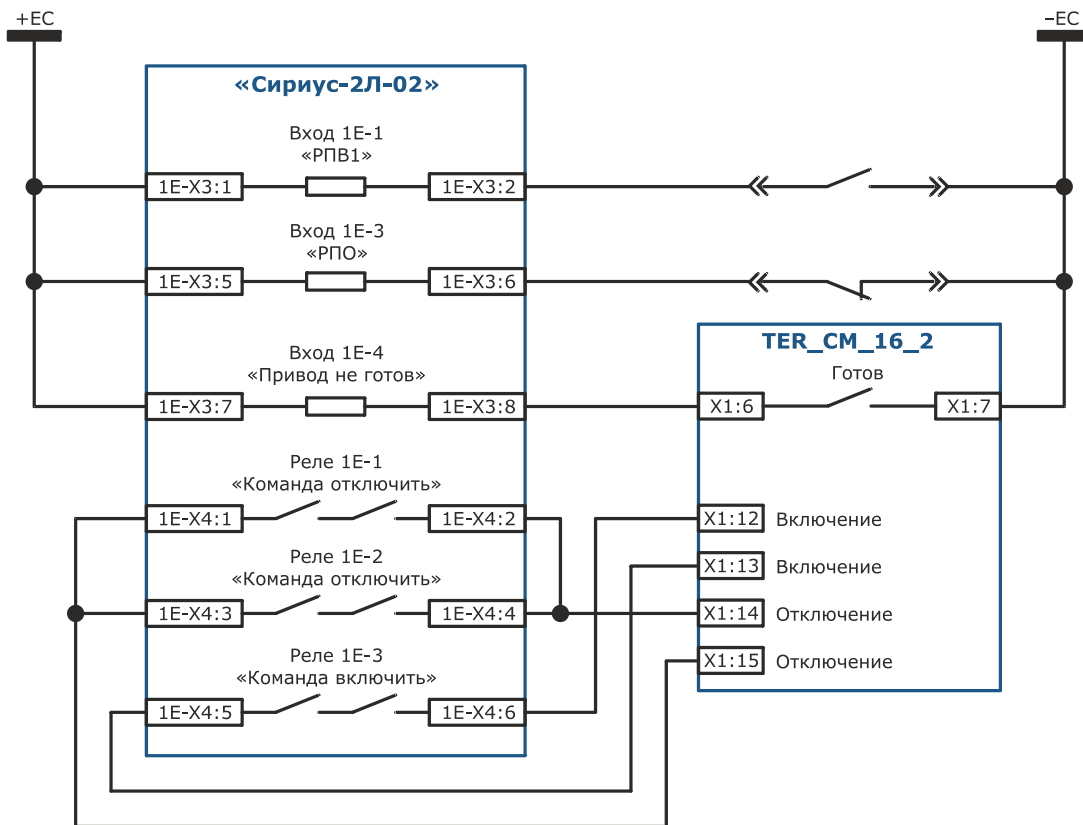 +EC
–EC
«Сириус–2Л–02»
Вход 1Е–1
«РПВ1»
1Е–Х3:1
1Е–Х3:2
Вход 1Е–3
«РПО»
1Е–Х3:5
1Е–Х3:6
TER_CM_16_2
Вход 1Е–4
«Привод не готов»
Готов
1Е–Х3:7
1Е–Х3:8
X1:6
X1:7
Реле 1Е–1
«Команда отключить»
1Е–Х4:1
1Е–Х4:2
X1:12 Включение
Реле 1Е–2
«Команда отключить»
X1:13 Включение
1Е–Х4:3
1Е–Х4:4
X1:14 Отключение
Реле 1Е–3
«Команда включить»
X1:15 Отключение
1Е–Х4:5
1Е–Х4:6